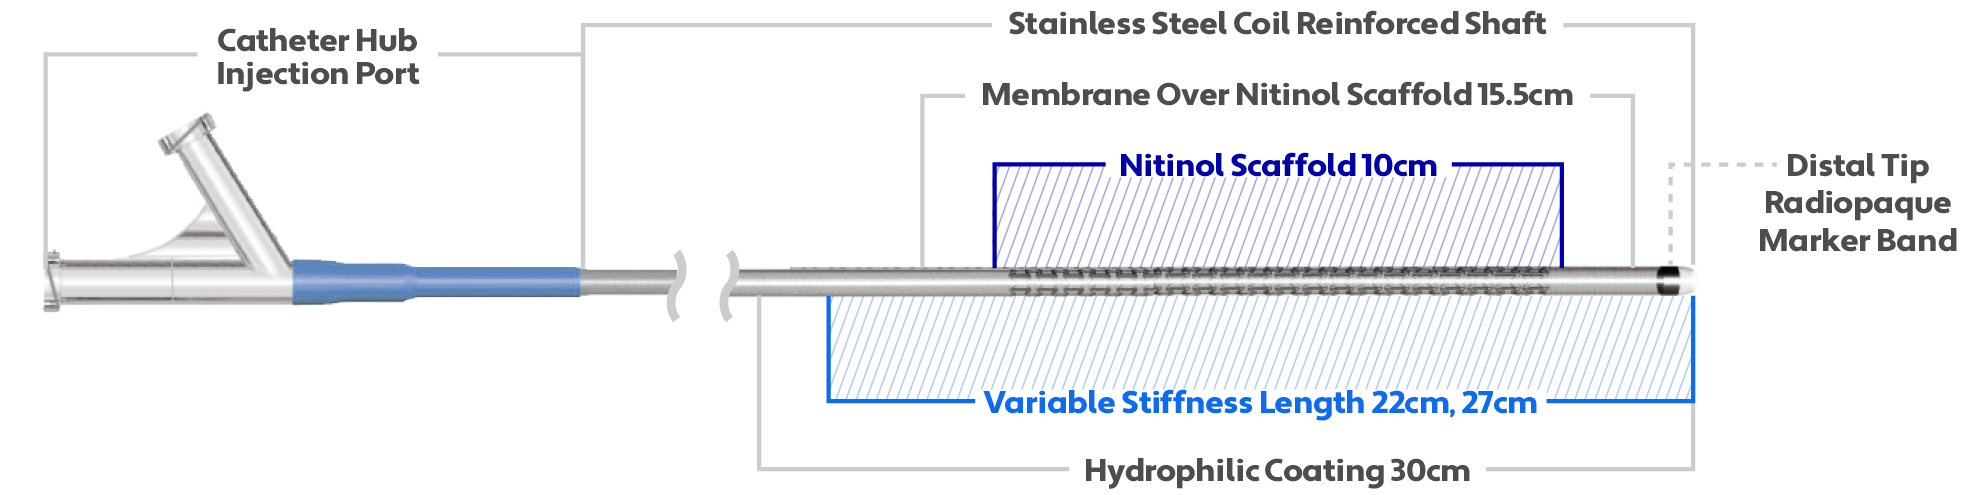 Stainless Steel Coil Reinforced Shaft
Catheter Hub
Injection Port
Membrane Over Nitinol Scaffold 15.5cm
Nitinol Scaffold 10cm
Distal Tip
Radiopaque
Marker Band
Variable Stiffness Length 22cm, 27cm
Hydrophilic Coating 30cm